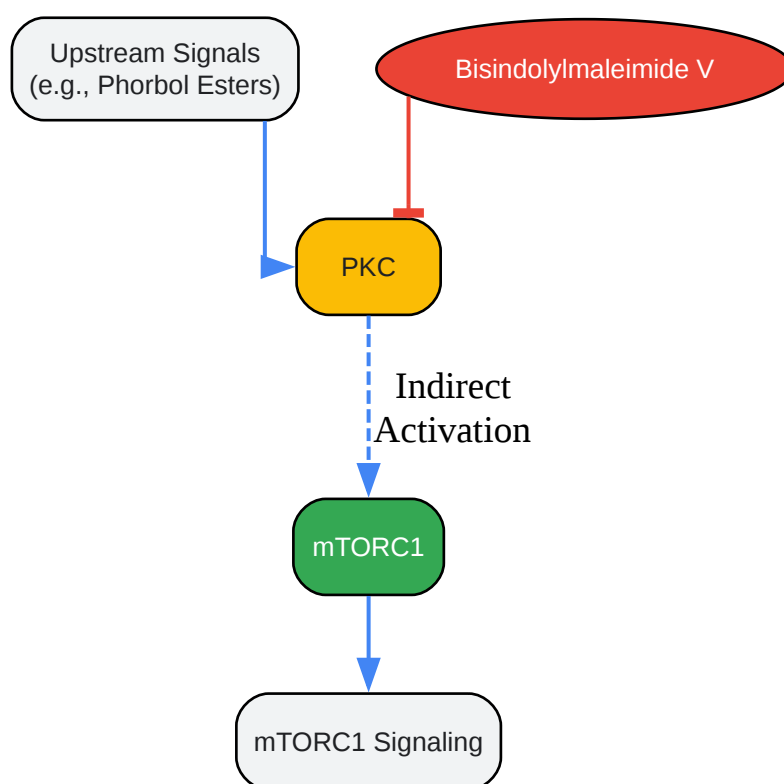 Upstream Signals
(e.g., Phorbol Esters)
Bisindolylmaleimide V
PKC
Indirect
Activation
mTORC1
mTORC1 Signaling